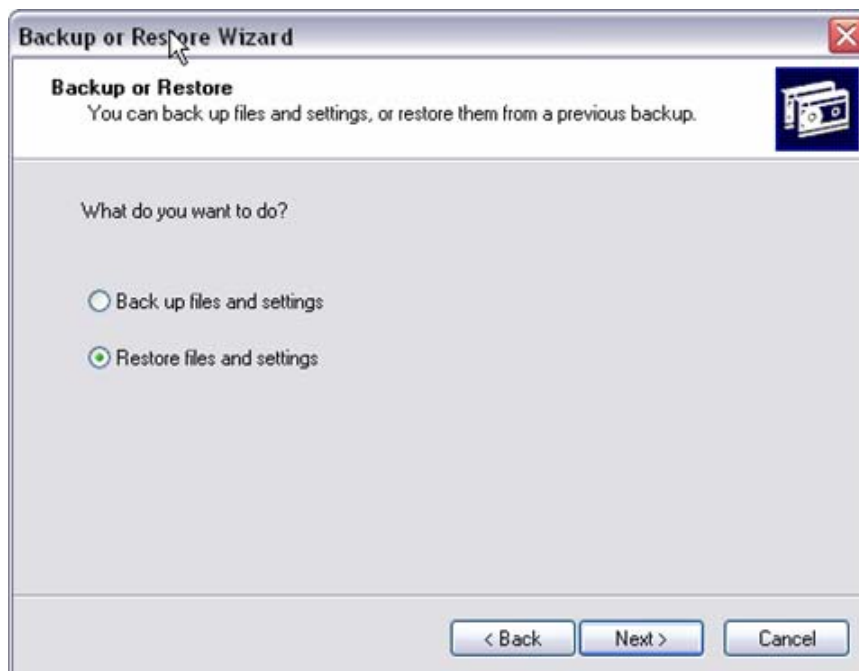 Backup or Restore Wizard
Backup or Restore
You can back up files and settings, or restore them from a previous backup.
What do you want to do?
Back up files and settings
Restore files and settings
< Back
Next >
Cancel